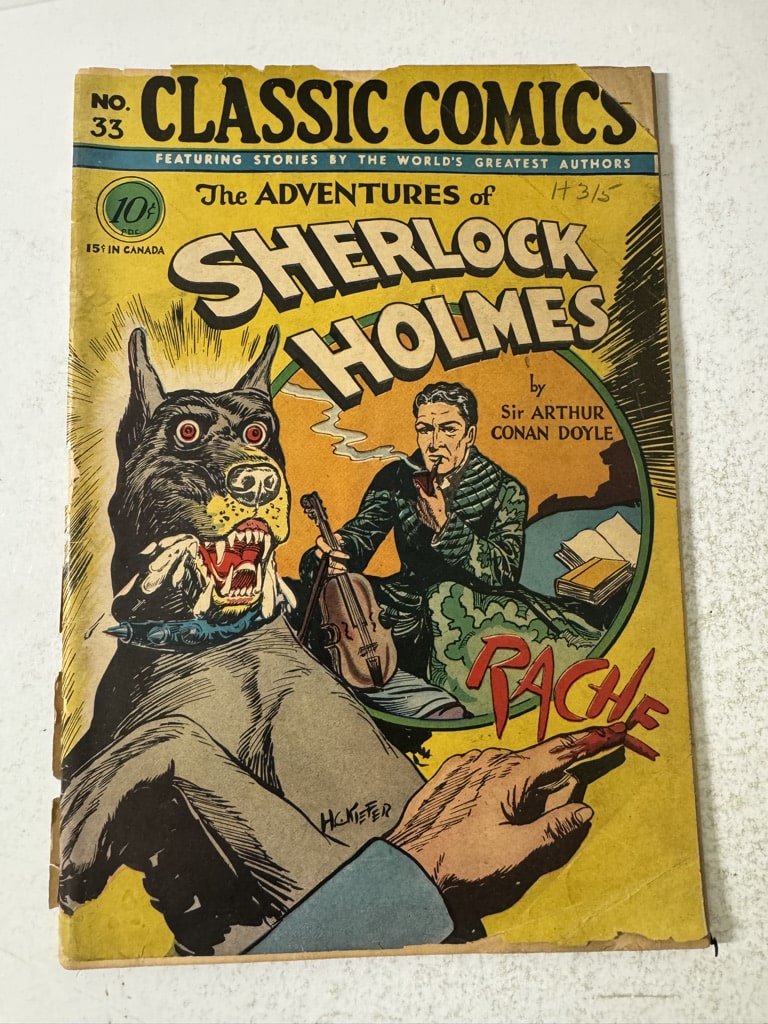 NO.
33
CLASSIC COMICS
FEATURING STORIES BY THE WORLD'S GREATEST AUTHORS
10¢
P.D.C.
15¢ IN CANADA
H 315
The ADVENTURES of
SHERLOCK
HOLMES
by
Sir ARTHUR
CONAN DOYLE
RACHE
H.C. KIEFER